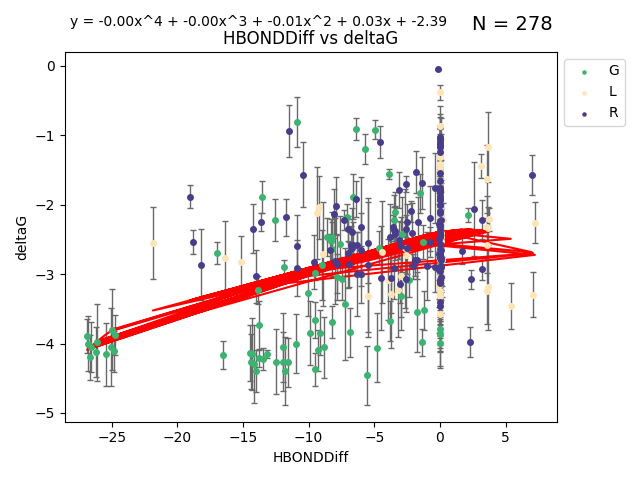 y = -0.00x^4 + -0.00x^3 + -0.01x^2 + 0.03x + -2.39
N = 278
HBONDDiff vs deltaG
G
L
R
deltaG
0
−1
−2
−3
−4
−5
−25
−20
−15
−10
−5
0
5
HBONDDiff